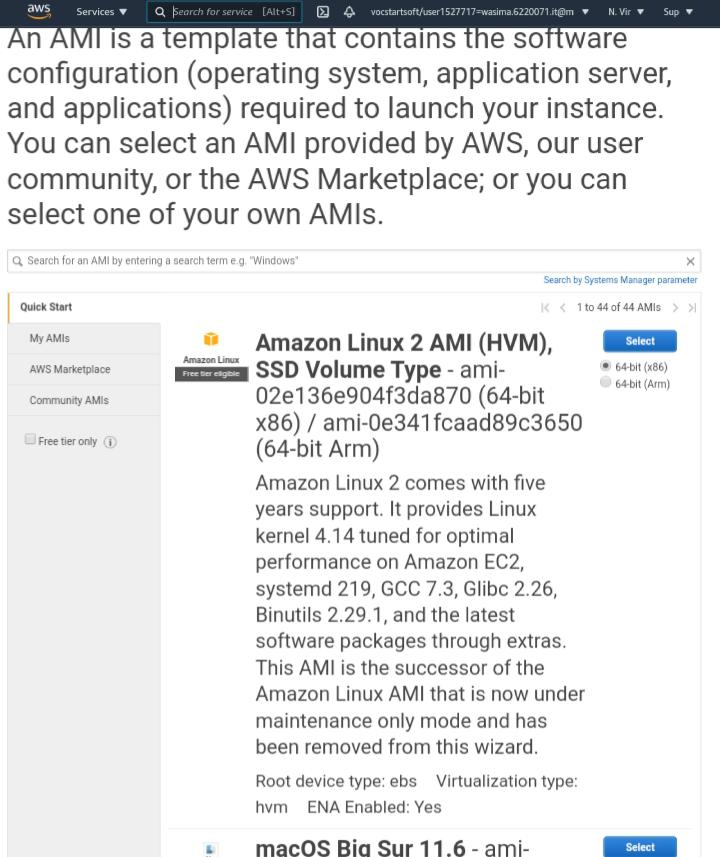 aws
Services
Search for service [Alt+S]
vocstartsoft/user1527717=wasima.6220071.it@m
N. Vir
Sup
An AMI is a template that contains the software
configuration (operating system, application server,
and applications) required to launch your instance.
You can select an AMI provided by AWS, our user
community, or the AWS Marketplace; or you can
select one of your own AMIs.
Search for an AMI by entering a search term e.g. "Windows"
Search by Systems Manager parameter
Quick Start
1 to 44 of 44 AMIs
My AMIs
AWS Marketplace
Community AMIs
Free tier only
Amazon Linux
Free tier eligible
Amazon Linux 2 AMI (HVM),
SSD Volume Type - ami-
02e136e904f3da870 (64-bit
x86) / ami-0e341fcaad89c3650
(64-bit Arm)
Select
64-bit (x86)
64-bit (Arm)
Amazon Linux 2 comes with five
years support. It provides Linux
kernel 4.14 tuned for optimal
performance on Amazon EC2,
systemd 219, GCC 7.3, Glibc 2.26,
Binutils 2.29.1, and the latest
software packages through extras.
This AMI is the successor of the
Amazon Linux AMI that is now under
maintenance only mode and has
been removed from this wizard.
Root device type: ebs Virtualization type:
hvm ENA Enabled: Yes
macOS Big Sur 11.6 - ami-
Select